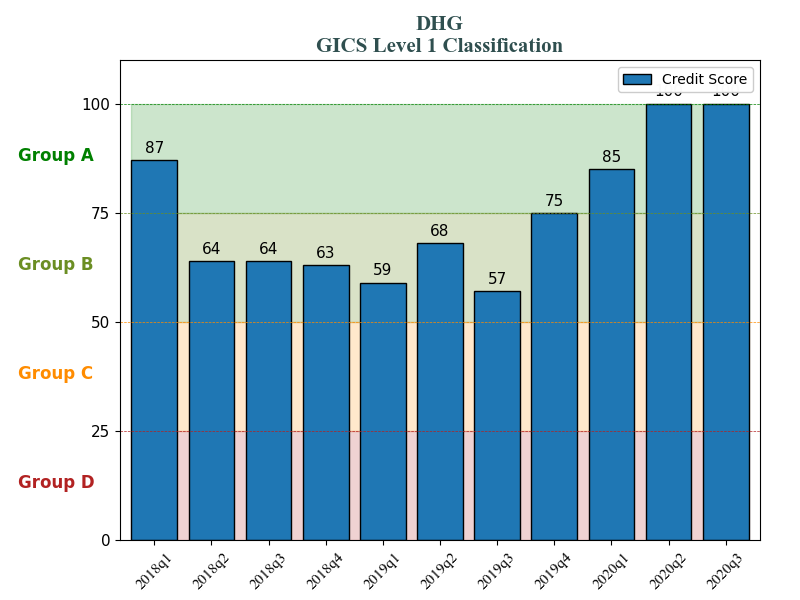 DHG
GICS Level 1 Classification
Credit Score
100 100
100
Group A
87
85
75
75
64 64 63 59 68 57
Group B
50
Group C
25
Group D
0
2018q1 2018q2 2018q3 2018q4 2019q1 2019q2 2019q3 2019q4 2020q1 2020q2 2020q3